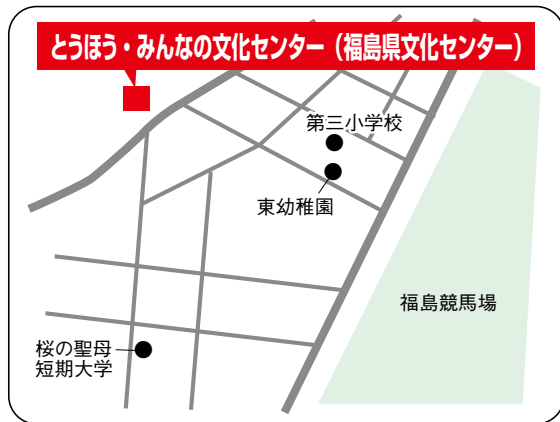 とうほう・みんなの文化センター（福島県文化センター）
第三小学校
東幼稚園
福島競馬場
桜の聖母
短期大学